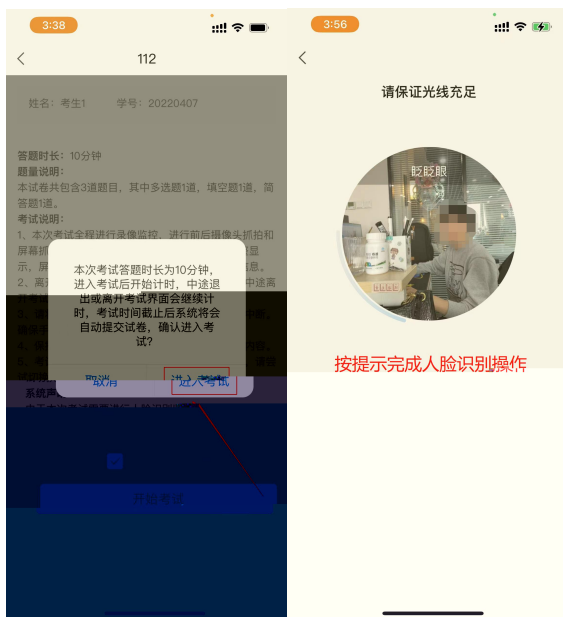 3:38
112
姓名：考生1 学号：20220407
答题时长：10分钟
题量说明：
本试卷共包含3道题目，其中多选题1道，填空题1道，简
答题1道。
考试说明：
1、本次考试全程进行录像监控，进行前后摄像头抓拍和
屏幕抓
示，屏
息。
2、离
中途离
本次考试答题时长为10分钟，
进入考试后开始计时，中途退
出或离开考试界面会继续计
时，考试时间截止后系统将会
自动提交试卷，确认进入考
试？
取消
进入考试
系统声
开始考试
3:56
请保证光线充足
眨眨眼
按提示完成人脸识别操作